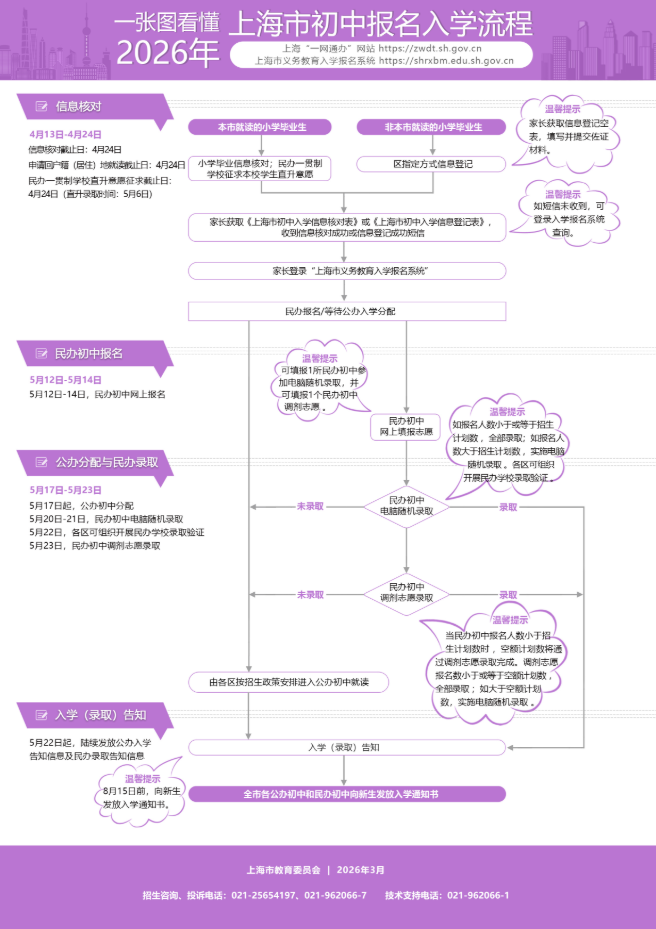 一张图看懂
2026年
上海市初中报名入学流程
上海“一网通办”网站 https://zwdt.sh.gov.cn
上海市义务教育入学报名系统 https://shrxbm.edu.sh.gov.cn
信息核对
4月13日-4月24日
信息核对截止日：4月24日
申请回户籍（居住）地就读截止日：4月24日
民办一贯制学校直升意愿征求截止日：
4月24日（直升录取时间：5月6日）
本市就读的小学毕业生
非本市就读的小学毕业生
小学毕业信息核对；民办一贯制
学校征求本校学生直升意愿
区指定方式信息登记
温馨提示
家长获取信息登记空
表，填写并提交佐证
材料。
家长获取《上海市初中入学信息核对表》或《上海市初中入学信息登记表》，
收到信息核对成功或信息登记成功短信
温馨提示
如短信未收到，可
登录入学报名系统
查询。
家长登录“上海市义务教育入学报名系统”
民办报名/等待公办入学分配
民办初中报名
5月12日-5月14日
5月12日-14日，民办初中网上报名
温馨提示
可填报1所民办初中参
加电脑随机录取，并
可填报1个民办初中
调剂志愿 。
民办初中
网上填报志愿
温馨提示
如报名人数小于或等于招生
计划数 ，全部录取；如报名人
数大于招生计划数 ，实施电脑
随机录取 。各区可组织
开展民办学校录取验证 。
公办分配与民办录取
5月17日-5月23日
5月17日起，公办初中分配
5月20日-21日，民办初中电脑随机录取
5月22日，各区可组织开展民办学校录取验证
5月23日，民办初中调剂志愿录取
未录取
民办初中
电脑随机录取
录取
未录取
民办初中
调剂志愿录取
录取
温馨提示
当民办初中报名人数小于招
生计划数时 ，空额计划数将通
过调剂志愿录取完成。调剂志愿
报名数小于或等于空额计划数 ，
全部录取 ；如大于空额计划
数，实施电脑随机录取 。
由各区按招生政策安排进入公办初中就读
入学（录取）告知
5月22日起，陆续发放公办入学
告知信息及民办录取告知信息
入学（录取）告知
温馨提示
8月15日前，向新生
发放入学通知书。
全市各公办初中和民办初中向新生发放入学通知书
上海市教育委员会 | 2026年3月
招生咨询、投诉电话：021-25654197、021-962066-7 技术支持电话：021-962066-1